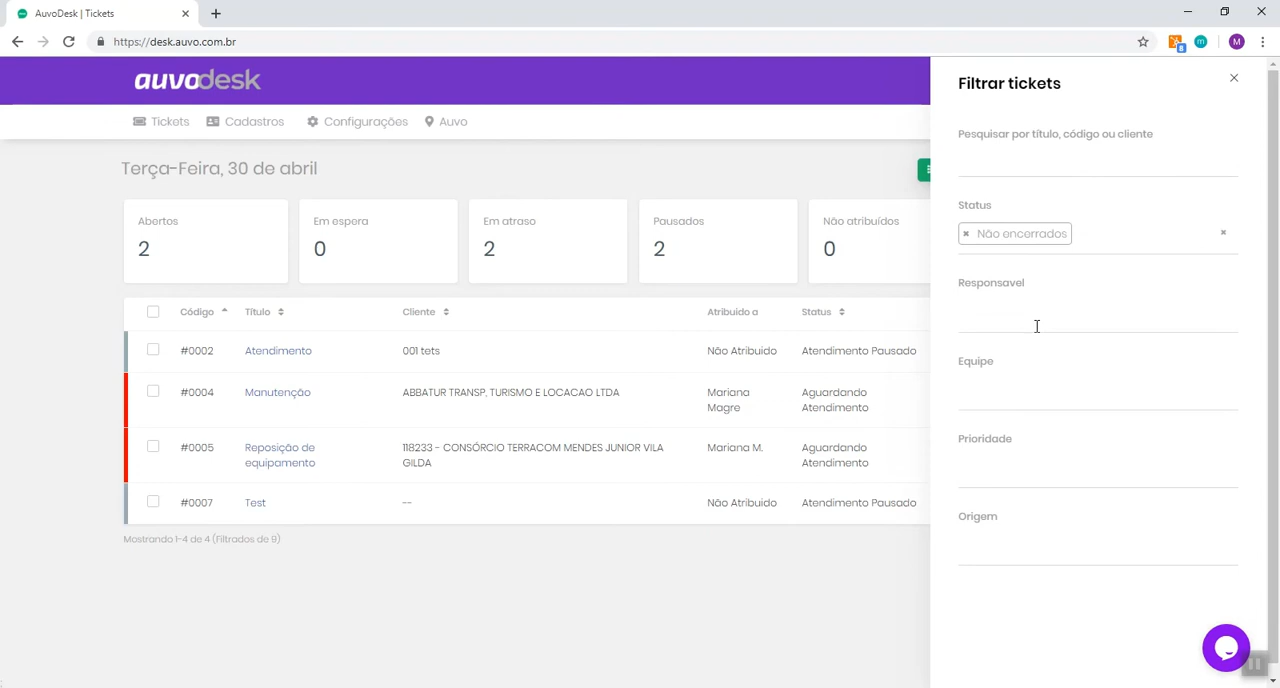 AuvoDesk | Tickets
https://desk.auvo.com.br
8
m
M
auvodesk
Tickets Cadastros Configurações Auvo
Terça-Feira, 30 de abril
Abertos Em espera Em atraso Pausados Não atribuídos
2 0 2 2 0
Código Título Cliente Atribuido a Status
#0002 Atendimento 001 tets Não Atribuido Atendimento Pausado
#0004 Manutenção ABBATUR TRANSP, TURISMO E LOCACAO LTDA Mariana Aguardando
Magre Atendimento
#0005 Reposição de 118233 - CONSÓRCIO TERRACOM MENDES JUNIOR VILA Mariana M. Aguardando
equipamento GILDA Atendimento
#0007 Test -- Não Atribuido Atendimento Pausado
Mostrando 1-4 de 4 (Filtrados de 9)
Filtrar tickets
Pesquisar por título, código ou cliente
Status
Não encerrados
Responsavel
Equipe
Prioridade
Origem